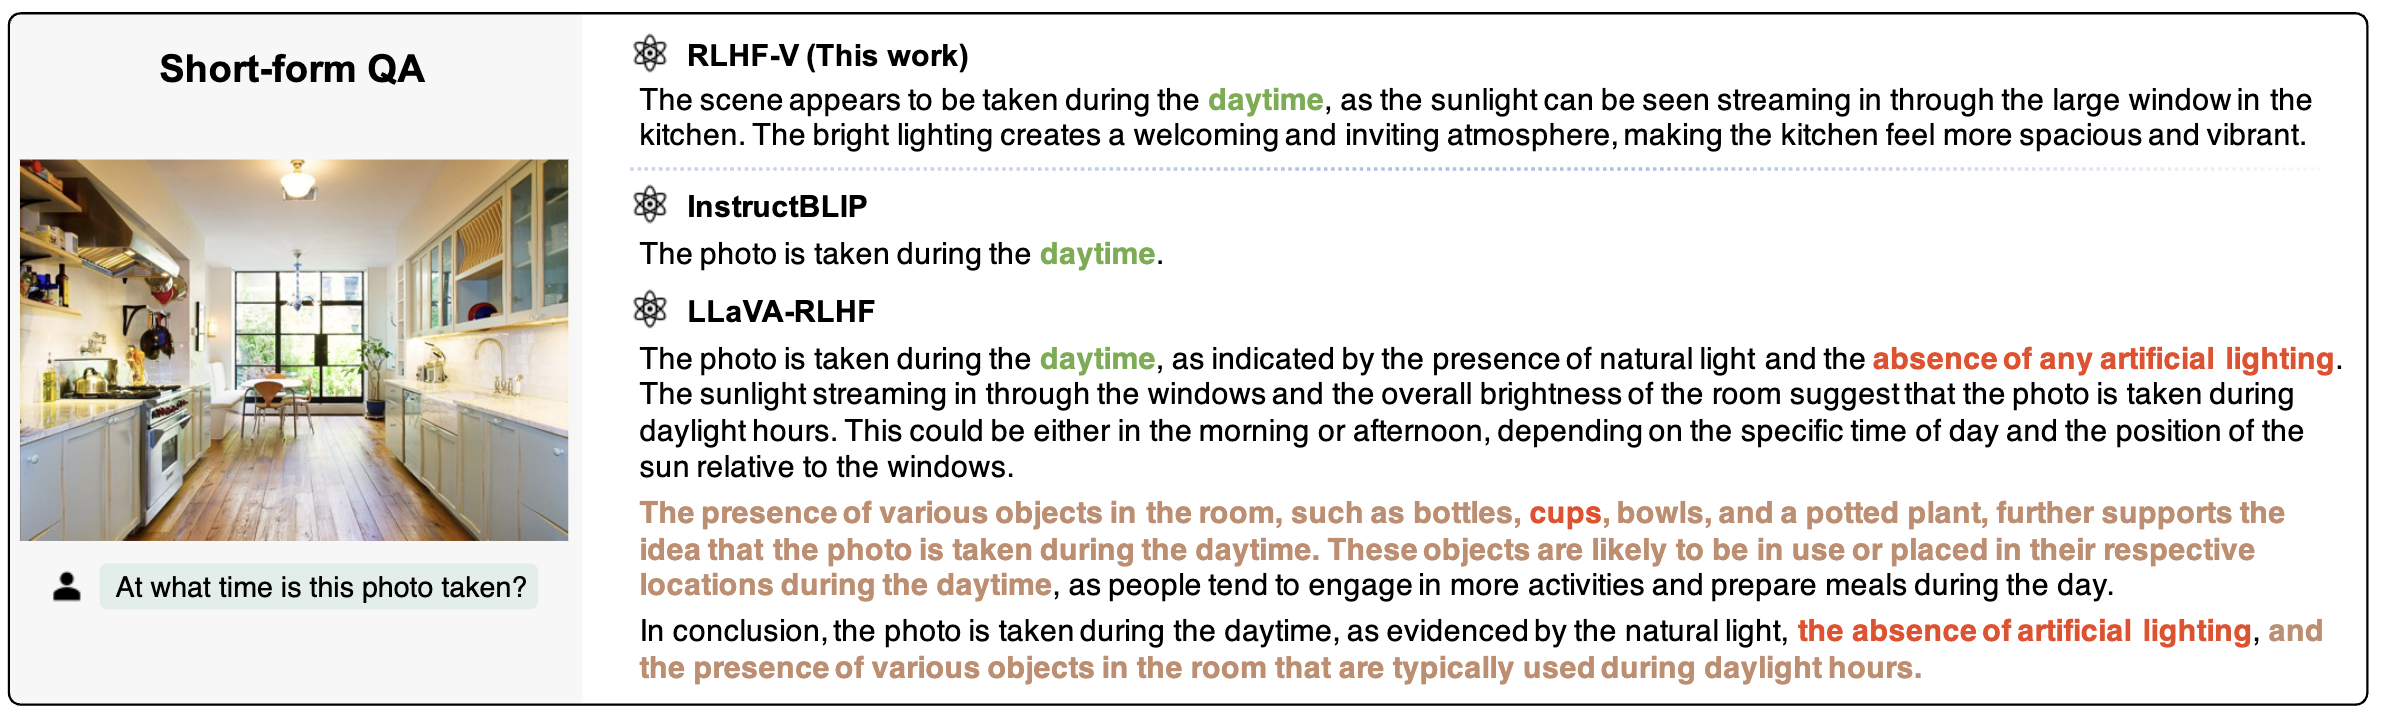 Short-form QA
At what time is this photo taken?
RLHF-V (This work)
The scene appears to be taken during the daytime, as the sunlight can be seen streaming in through the large window in the
kitchen. The bright lighting creates a welcoming and inviting atmosphere, making the kitchen feel more spacious and vibrant.
InstructBLIP
The photo is taken during the daytime.
LLaVA-RLHF
The photo is taken during the daytime, as indicated by the presence of natural light and the absence of any artificial lighting.
The sunlight streaming in through the windows and the overall brightness of the room suggest that the photo is taken during
daylight hours. This could be either in the morning or afternoon, depending on the specific time of day and the position of the
sun relative to the windows.
The presence of various objects in the room, such as bottles, cups, bowls, and a potted plant, further supports the
idea that the photo is taken during the daytime. These objects are likely to be in use or placed in their respective
locations during the daytime, as people tend to engage in more activities and prepare meals during the day.
In conclusion, the photo is taken during the daytime, as evidenced by the natural light, the absence of artificial lighting, and
the presence of various objects in the room that are typically used during daylight hours.